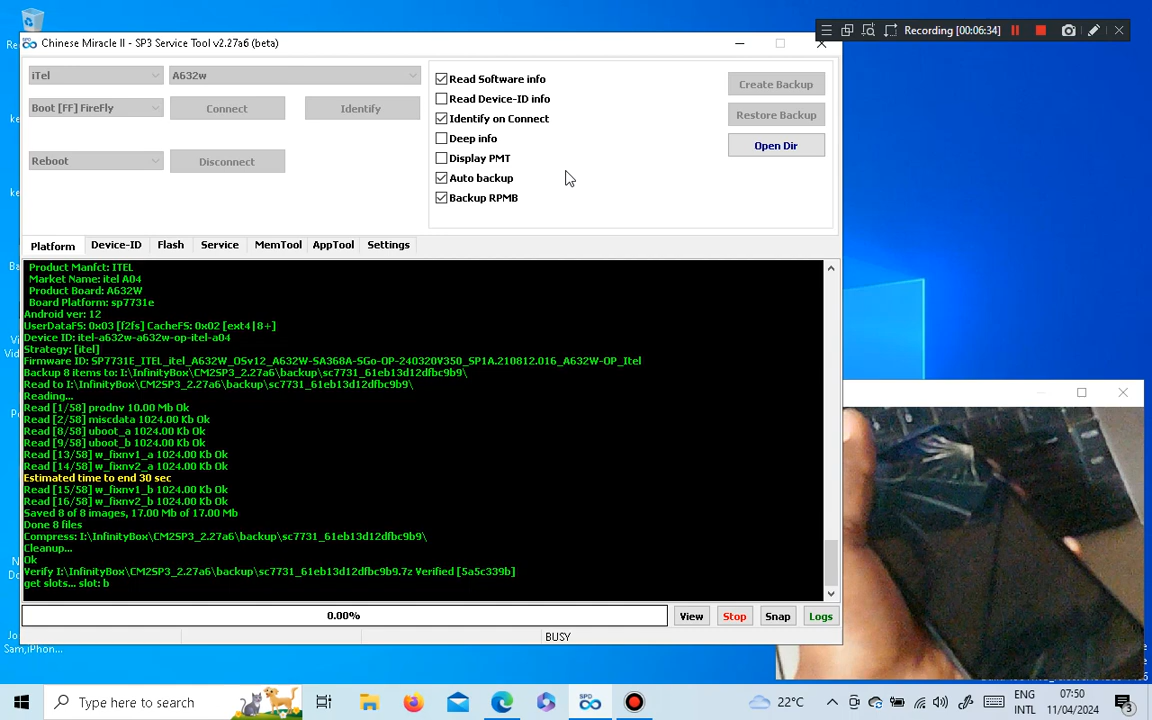 Re
Recording [00:06:34]
Chinese Miracle II - SP3 Service Tool v2.27a6 (beta)
iTel
A632w
Boot [FF] FireFly
Connect
Identify
Reboot
Disconnect
Read Software info
Read Device-ID info
Identify on Connect
Deep info
Display PMT
Auto backup
Backup RPMB
Create Backup
Restore Backup
Open Dir
Platform
Device-ID
Flash
Service
MemTool
AppTool
Settings
Product Manfct: ITEL
Market Name: itel A04
Product Board: A632W
Board Platform: sp7731e
Android ver: 12
UserDataFS: 0x03 [f2fs] CacheFS: 0x02 [ext4|8+]
Device ID: itel-a632w-a632w-op-itel-a04
Strategy: [itel]
Firmware ID: SP7731E_ITEL_itel_A632W_OSv12_A632W-SA368A-SGo-OP-240320V350_SP1A.210812.016_A632W-OP_Itel
Backup 8 items to: I:\InfinityBox\CM2SP3_2.27a6\backup\sc7731_61eb13d12dfbc9b9\
Read to I:\InfinityBox\CM2SP3_2.27a6\backup\sc7731_61eb13d12dfbc9b9\
Reading...
Read [1/58] prodnv 10.00 Mb Ok
Read [2/58] miscdata 1024.00 Kb Ok
Read [8/58] uboot_a 1024.00 Kb Ok
Read [9/58] uboot_b 1024.00 Kb Ok
Read [13/58] w_fixnv1_a 1024.00 Kb Ok
Read [14/58] w_fixnv2_a 1024.00 Kb Ok
Estimated time to end 30 sec
Read [15/58] w_fixnv1_b 1024.00 Kb Ok
Read [16/58] w_fixnv2_b 1024.00 Kb Ok
Saved 8 of 8 images, 17.00 Mb of 17.00 Mb
Done 8 files
Compress: I:\InfinityBox\CM2SP3_2.27a6\backup\sc7731_61eb13d12dfbc9b9\
Cleanup...
Ok
Verify I:\InfinityBox\CM2SP3_2.27a6\backup\sc7731_61eb13d12dfbc9b9.7z Verified [5a5c339b]
get slots... slot: b
0.00%
View
Stop
Snap
Logs
BUSY
Sam,iPhon...
Type here to search
22°C
ENG
INTL
07:50
11/04/2024
3